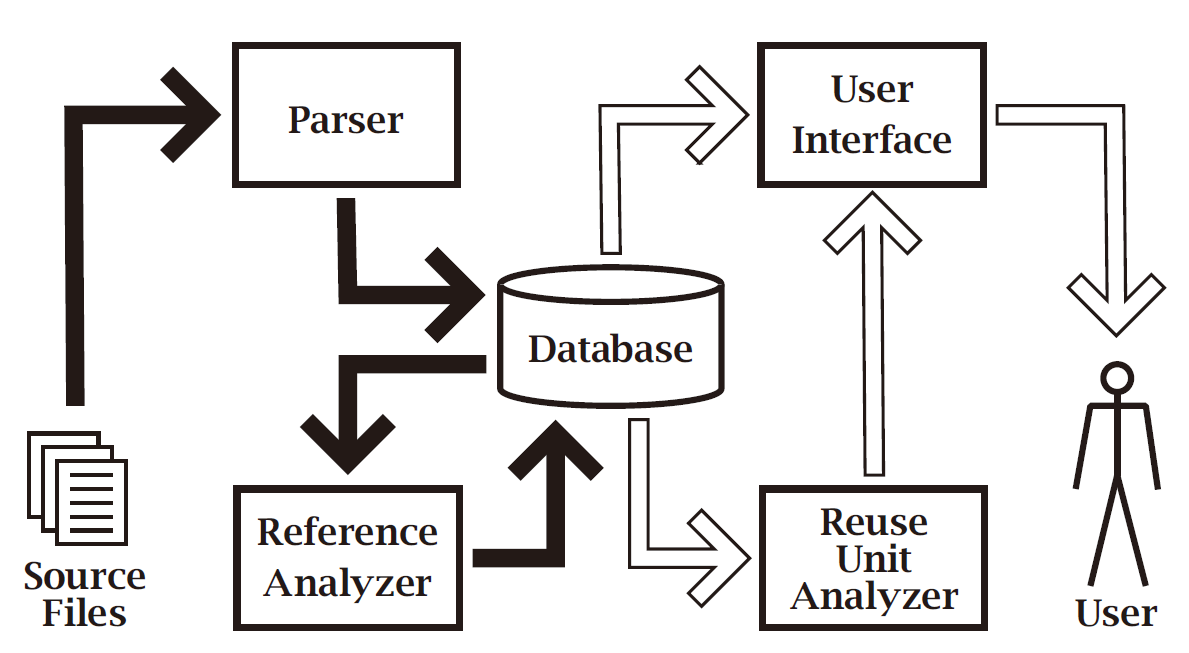 Parser
User
Interface
Database
Reference
Analyzer
Reuse
Unit
Analyzer
Source
Files
User